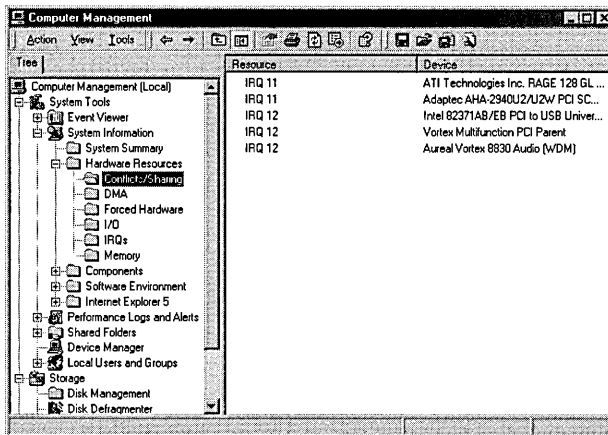 Computer Management
Action View Tools
Tree
Resource Device
Computer Management (Local)
System Tools
Event Viewer
System Information
System Summary
Hardware Resources
Conflicts/Sharing
DMA
Forced Hardware
I/O
IRQs
Memory
Components
Software Environment
Internet Explorer 5
Performance Logs and Alerts
Shared Folders
Device Manager
Local Users and Groups
Storage
Disk Management
Disk Defragmenter
IRQ 11 ATI Technologies Inc. RAGE 128 GL ...
IRQ 11 Adaptec AHA-2940U2/U2W PCI SC...
IRQ 12 Intel 82371AB/EB PCI to USB Univer...
IRQ 12 Vortex Multifunction PCI Parent
IRQ 12 Aureal Vortex 8830 Audio (WDM)